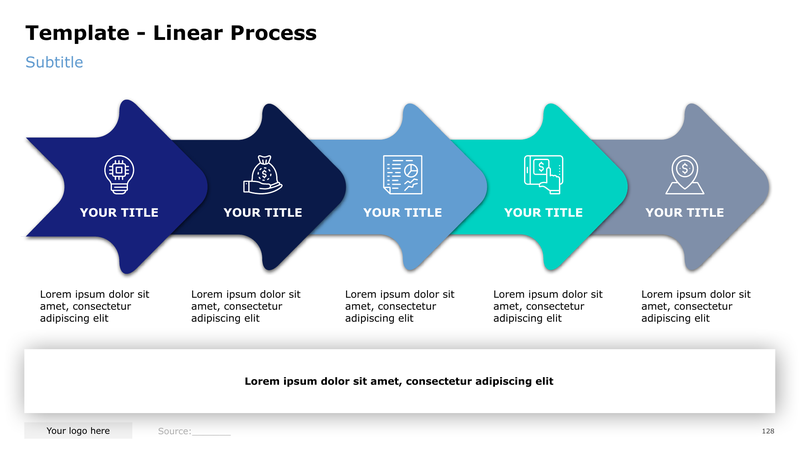 Template - Linear Process
Subtitle
YOUR TITLE
YOUR TITLE
YOUR TITLE
YOUR TITLE
YOUR TITLE
Lorem ipsum dolor sit
amet, consectetur
adipiscing elit
Lorem ipsum dolor sit
amet, consectetur
adipiscing elit
Lorem ipsum dolor sit
amet, consectetur
adipiscing elit
Lorem ipsum dolor sit
amet, consectetur
adipiscing elit
Lorem ipsum dolor sit
amet, consectetur
adipiscing elit
Lorem ipsum dolor sit amet, consectetur adipiscing elit
Your logo here
Source:_______
128